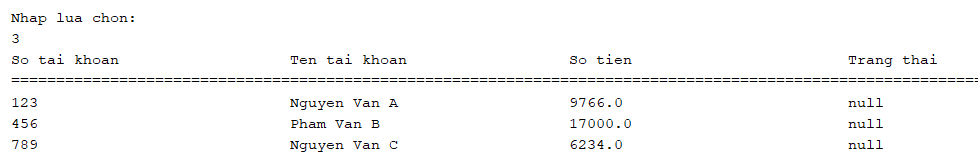 Nhap lua chon:
3
So tai khoan Ten tai khoan So tien Trang thai
==============================================================================================================
123 Nguyen Van A 9766.0 null
456 Pham Van B 17000.0 null
789 Nguyen Van C 6234.0 null